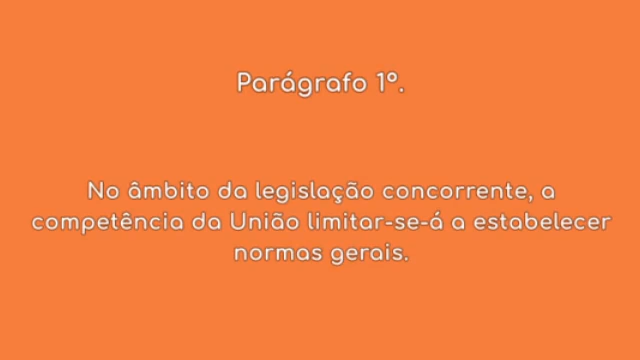 Parágrafo 1º.
No âmbito da legislação concorrente, a
competência da União limitar-se-á a estabelecer
normas gerais.